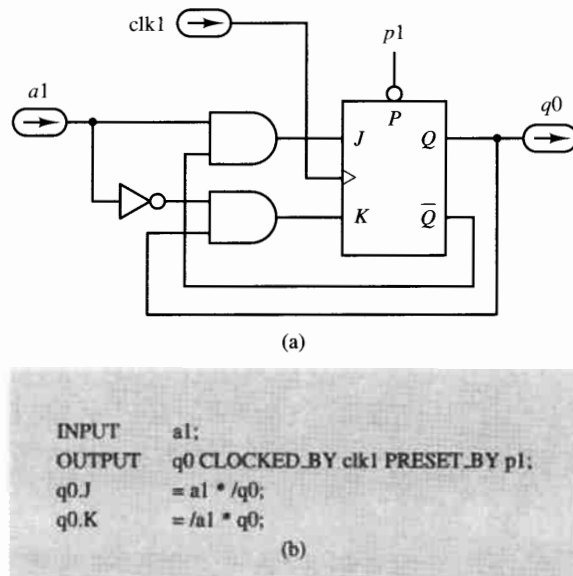 clk1
p1
a1
q0
P
J
Q
K
Q̅
(a)
INPUT a1;
OUTPUT q0 CLOCKED_BY clk1 PRESET_BY p1;
q0.J = a1 * /q0;
q0.K = /a1 * q0;
(b)